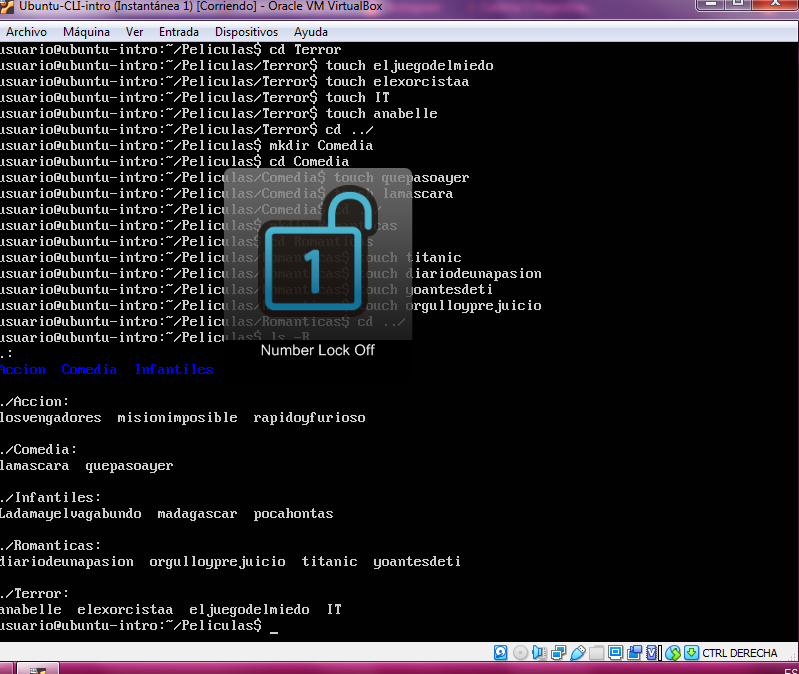 Ubuntu-CLI-intro (Instantánea 1) [Corriendo] - Oracle VM VirtualBox
Archivo Máquina Ver Entrada Dispositivos Ayuda
usuario@ubuntu-intro:~/Peliculas$ cd Terror
usuario@ubuntu-intro:~/Peliculas/Terror$ touch eljuegodelmiedo
usuario@ubuntu-intro:~/Peliculas/Terror$ touch elexorcistaa
usuario@ubuntu-intro:~/Peliculas/Terror$ touch IT
usuario@ubuntu-intro:~/Peliculas/Terror$ touch anabelle
usuario@ubuntu-intro:~/Peliculas/Terror$ cd ../
usuario@ubuntu-intro:~/Peliculas$ mkdir Comedia
usuario@ubuntu-intro:~/Peliculas$ cd Comedia
usuario@ubuntu-intro:~/Peliculas/Comedia$ touch quepasoayer
usuario@ubuntu-intro:~/Peliculas/Comedia$ lamascara
usuario@ubuntu-intro:~/Peliculas/Comedia$
usuario@ubuntu-intro:~/Peliculas$
usuario@ubuntu-intro:~/Peliculas$ cd Romanticas
usuario@ubuntu-intro:~/Peliculas/ touch titanic
usuario@ubuntu-intro:~/Peliculas/ touch diariodeunapasion
usuario@ubuntu-intro:~/Peliculas/ touch yoantesdeti
usuario@ubuntu-intro:~/Peliculas/ touch orgulloyprejuicio
usuario@ubuntu-intro:~/Peliculas/Romanticas$ cd ../
usuario@ubuntu-intro:~/Peliculas$ ls -R
1
Number Lock Off
.:
Accion Comedia Infantiles
./Accion:
losvengadores misionimposible rapidoyfurioso
./Comedia:
lamascara quepasoayer
./Infantiles:
Ladamayelvagabundo madagascar pocahontas
./Romanticas:
diariodeunapasion orgulloyprejuicio titanic yoantesdeti
./Terror:
anabelle elexorcistaa eljuegodelmiedo IT
usuario@ubuntu-intro:~/Peliculas$ _
CTRL DERECHA
ES